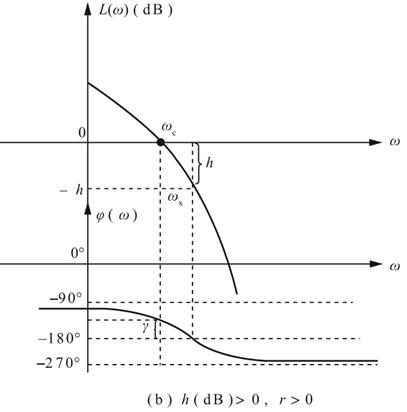 L(ω) ( dB )
0
ω_c
ω
h
– h
ω_x
φ ( ω )
0°
ω
–90°
γ
–180°
–270°
( b ) h ( dB ) > 0 , r > 0